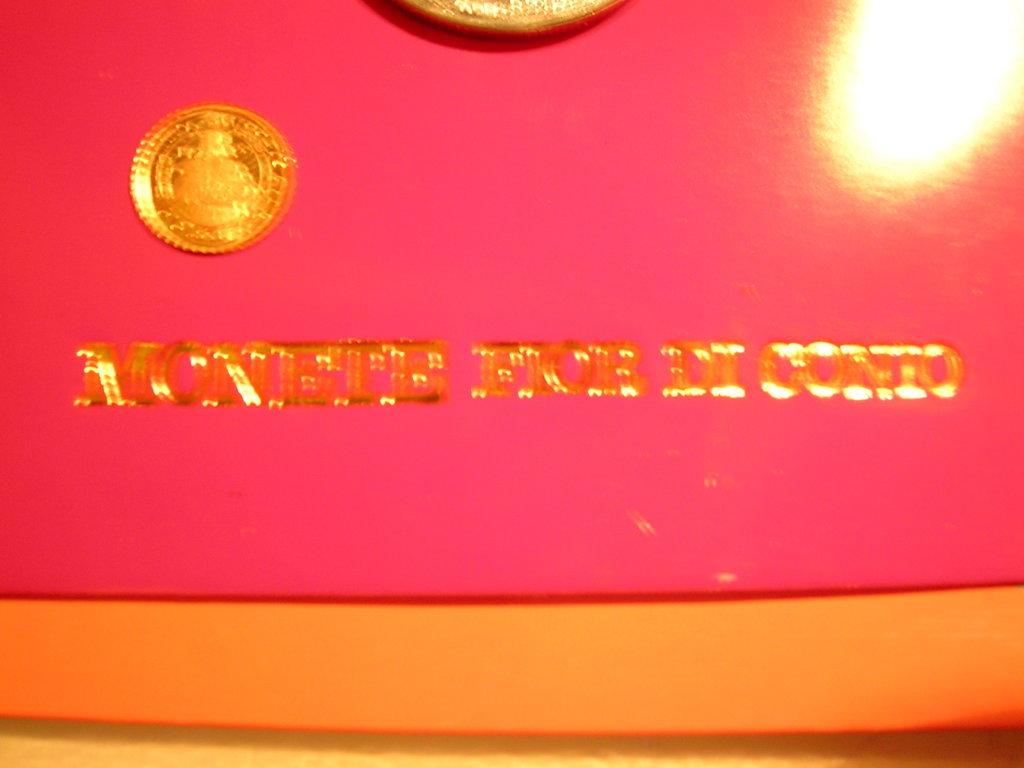 MONETE FIOR DI CONIO